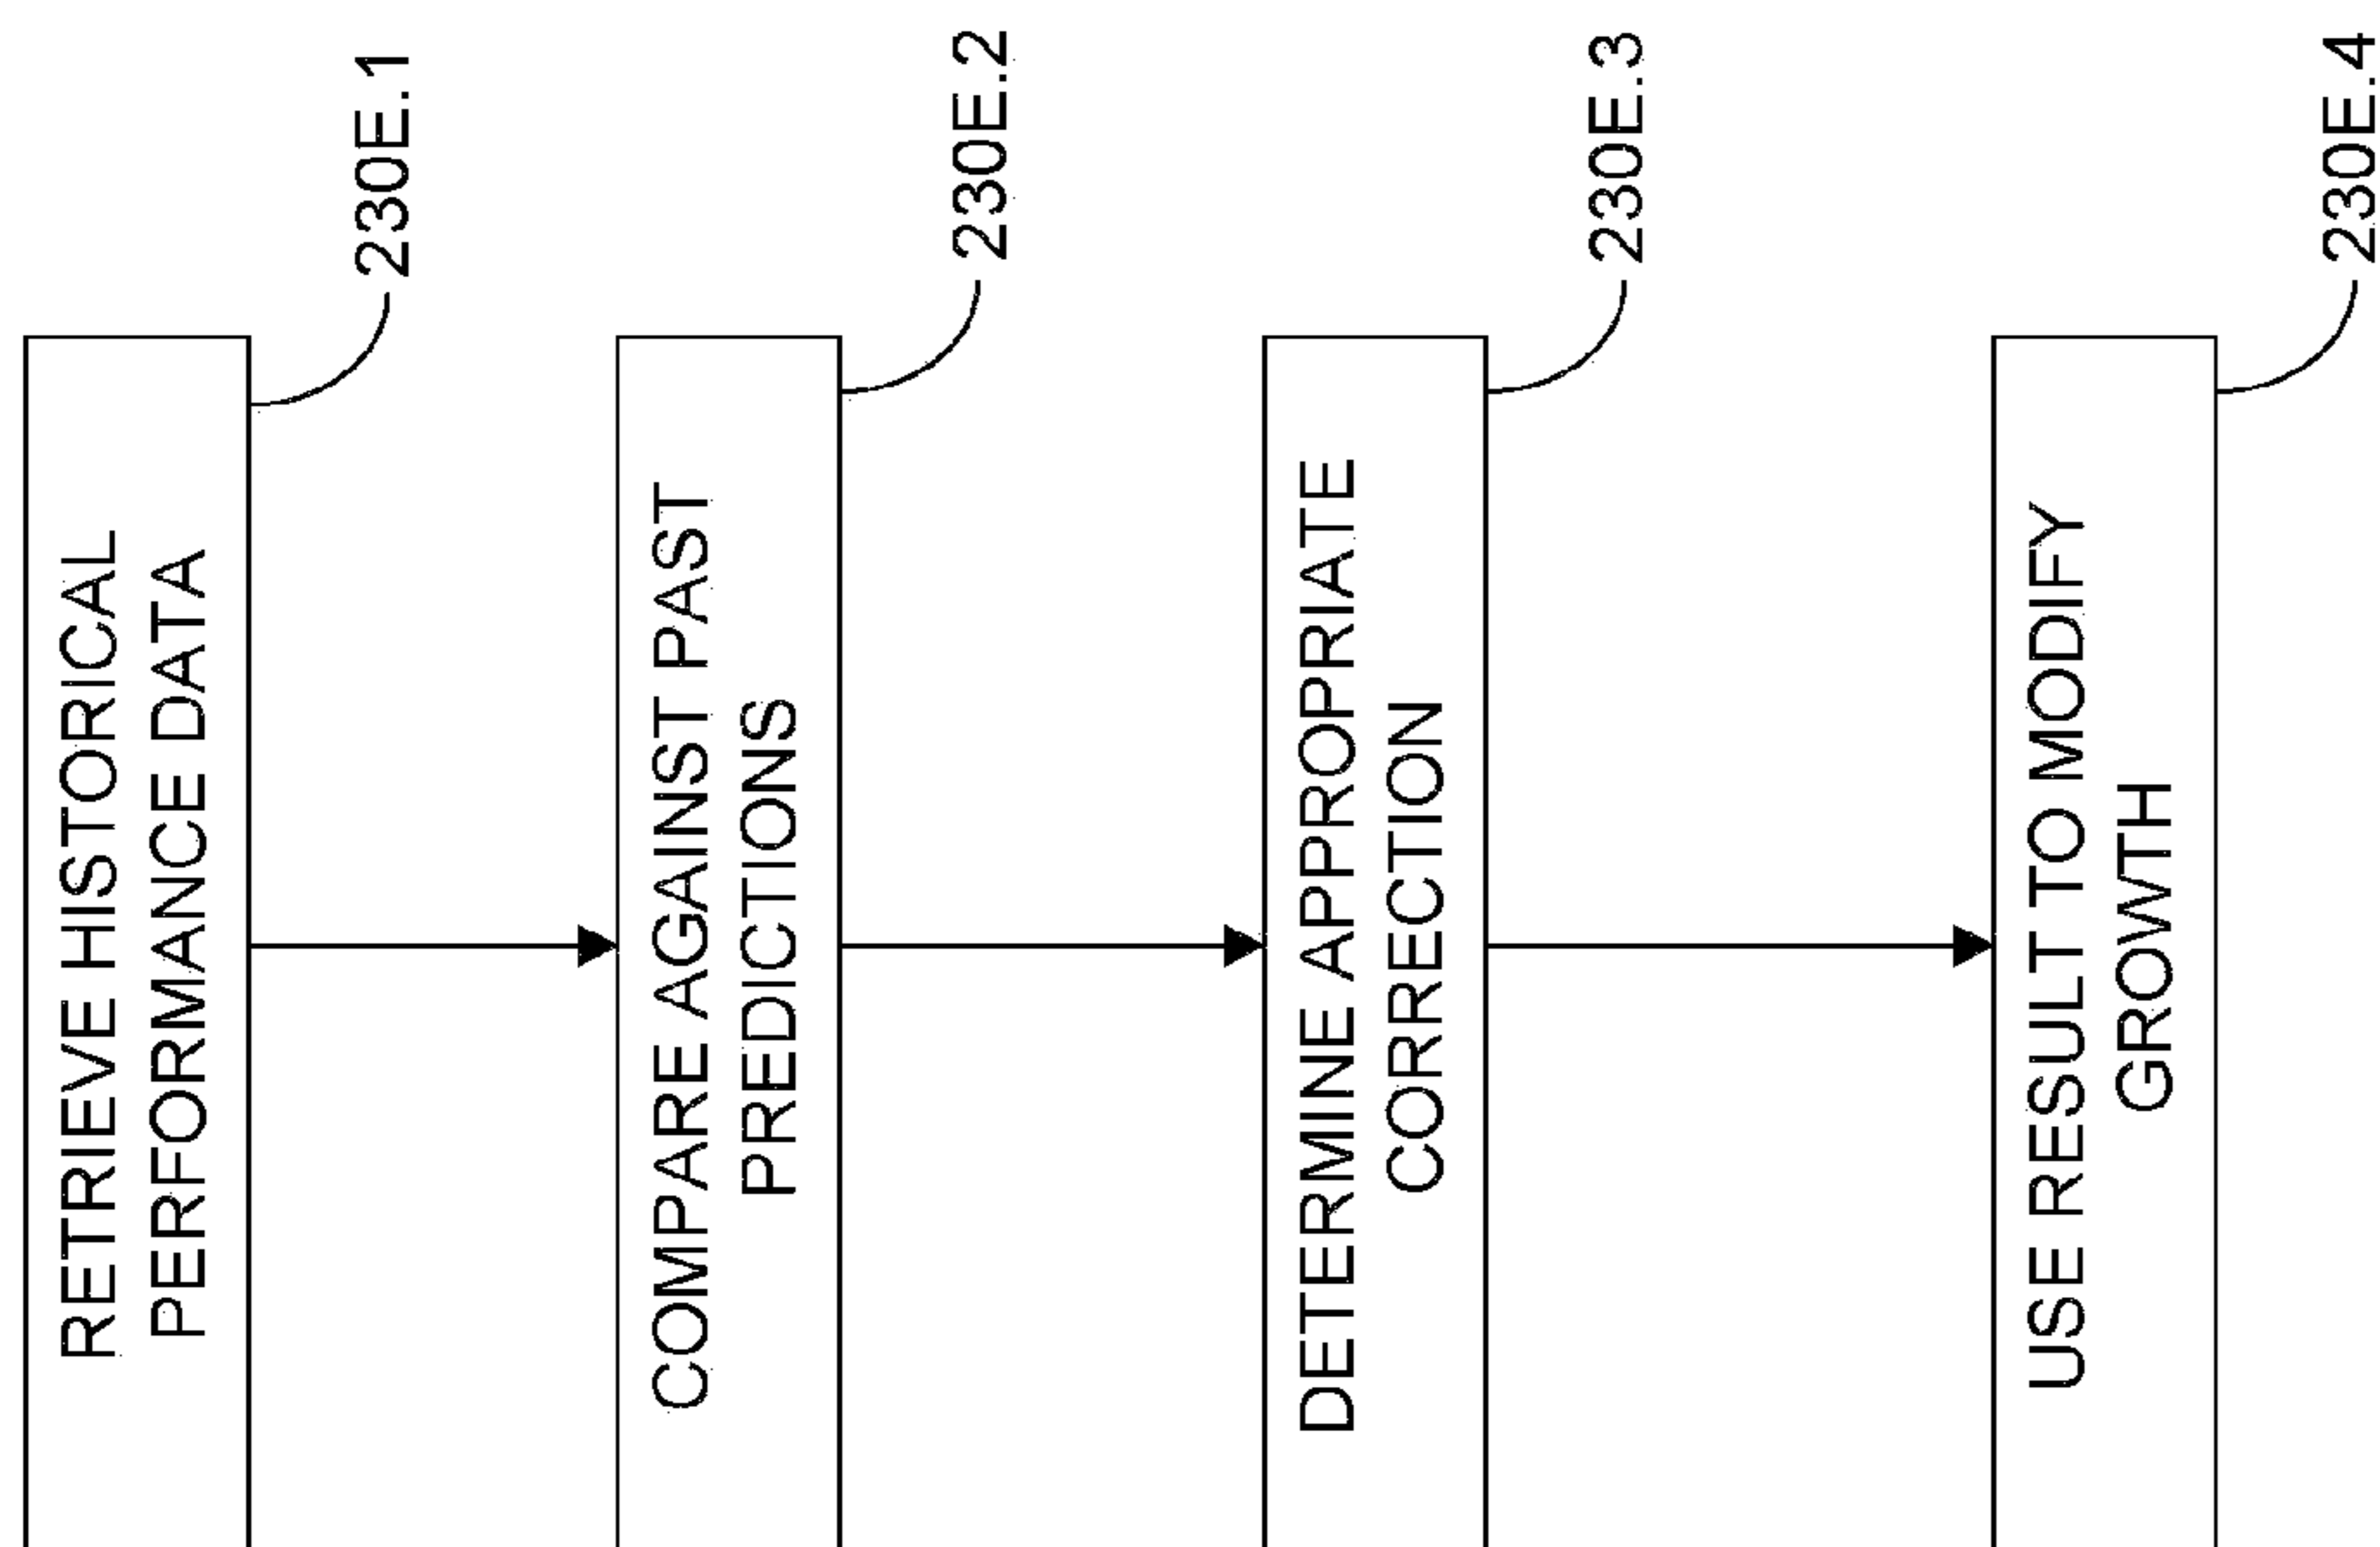 RETRIEVE HISTORICAL
PERFORMANCE DATA
230E.1
COMPARE AGAINST PAST
PREDICTIONS
230E.2
DETERMINE APPROPRIATE
CORRECTION
230E.3
USE RESULT TO MODIFY
GROWTH
230E.4